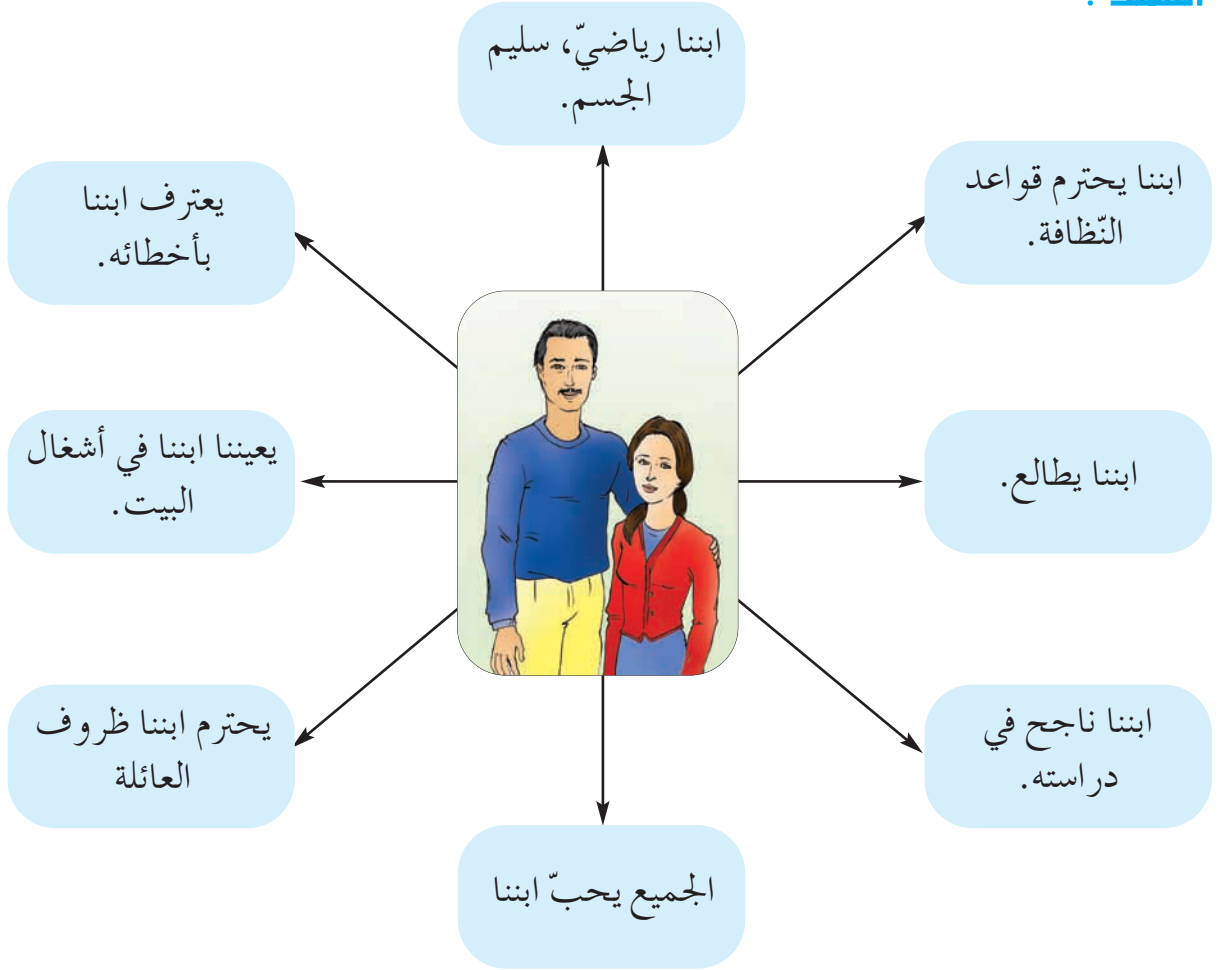 ابننا رياضيّ، سليم
الجسم.
ابننا يحترم قواعد
النّظافة.
يعترف ابننا
بأخطائه.
ابننا يطالع.
يعيننا ابننا في أشغال
البيت.
ابننا ناجح في
دراسته.
يحترم ابننا ظروف
العائلة
الجميع يحبّ ابننا